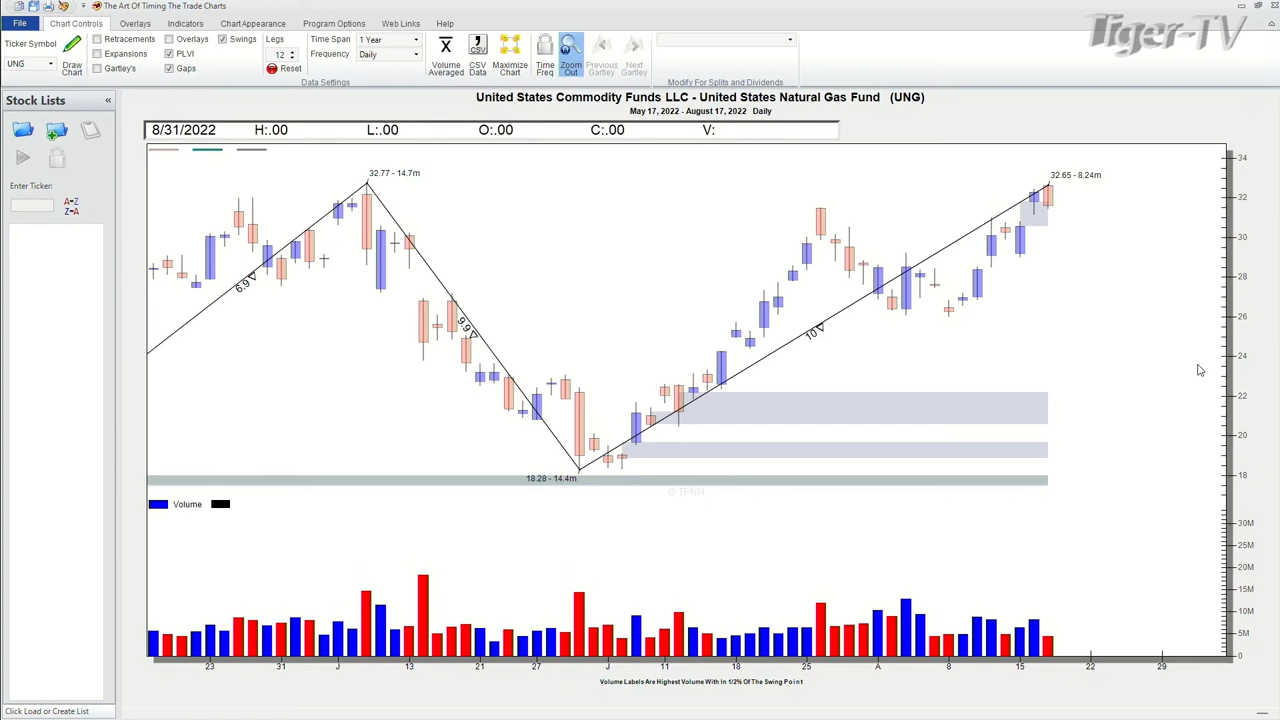 The Art Of Timing The Trade Charts
Tiger-TV
File Chart Controls Overlays Indicators Chart Appearance Program Options Web Links Help
Ticker Symbol
UNG
Draw Chart
Retracements Overlays Swings
Expansions PLVI
Gartley's Gaps
Legs
12
Reset
Time Span 1 Year
Frequency Daily
Data Settings
Volume Averaged
CSV Data
Maximize Chart
Time Freq
Zoom Out
Previous Gartley
Next Gartley
Modify For Splits and Dividends
Stock Lists «
Enter Ticker:
A-Z
Z-A
Click Load or Create List
United States Commodity Funds LLC - United States Natural Gas Fund (UNG)
May 17, 2022 - August 17, 2022 Daily
8/31/2022 H:.00 L:.00 O:.00 C:.00 V:
32.77 - 14.7m
32.65 - 8.24m
18.28 - 14.4m
6.9
9.9
10
© TFNN
34
32
30
28
26
24
22
20
18
Volume
30M
25M
20M
15M
10M
5M
0
23 31 J 13 21 27 J 11 18 25 A 8 15 22 29
Volume Labels Are Highest Volume With In 1/2% Of The Swing Point